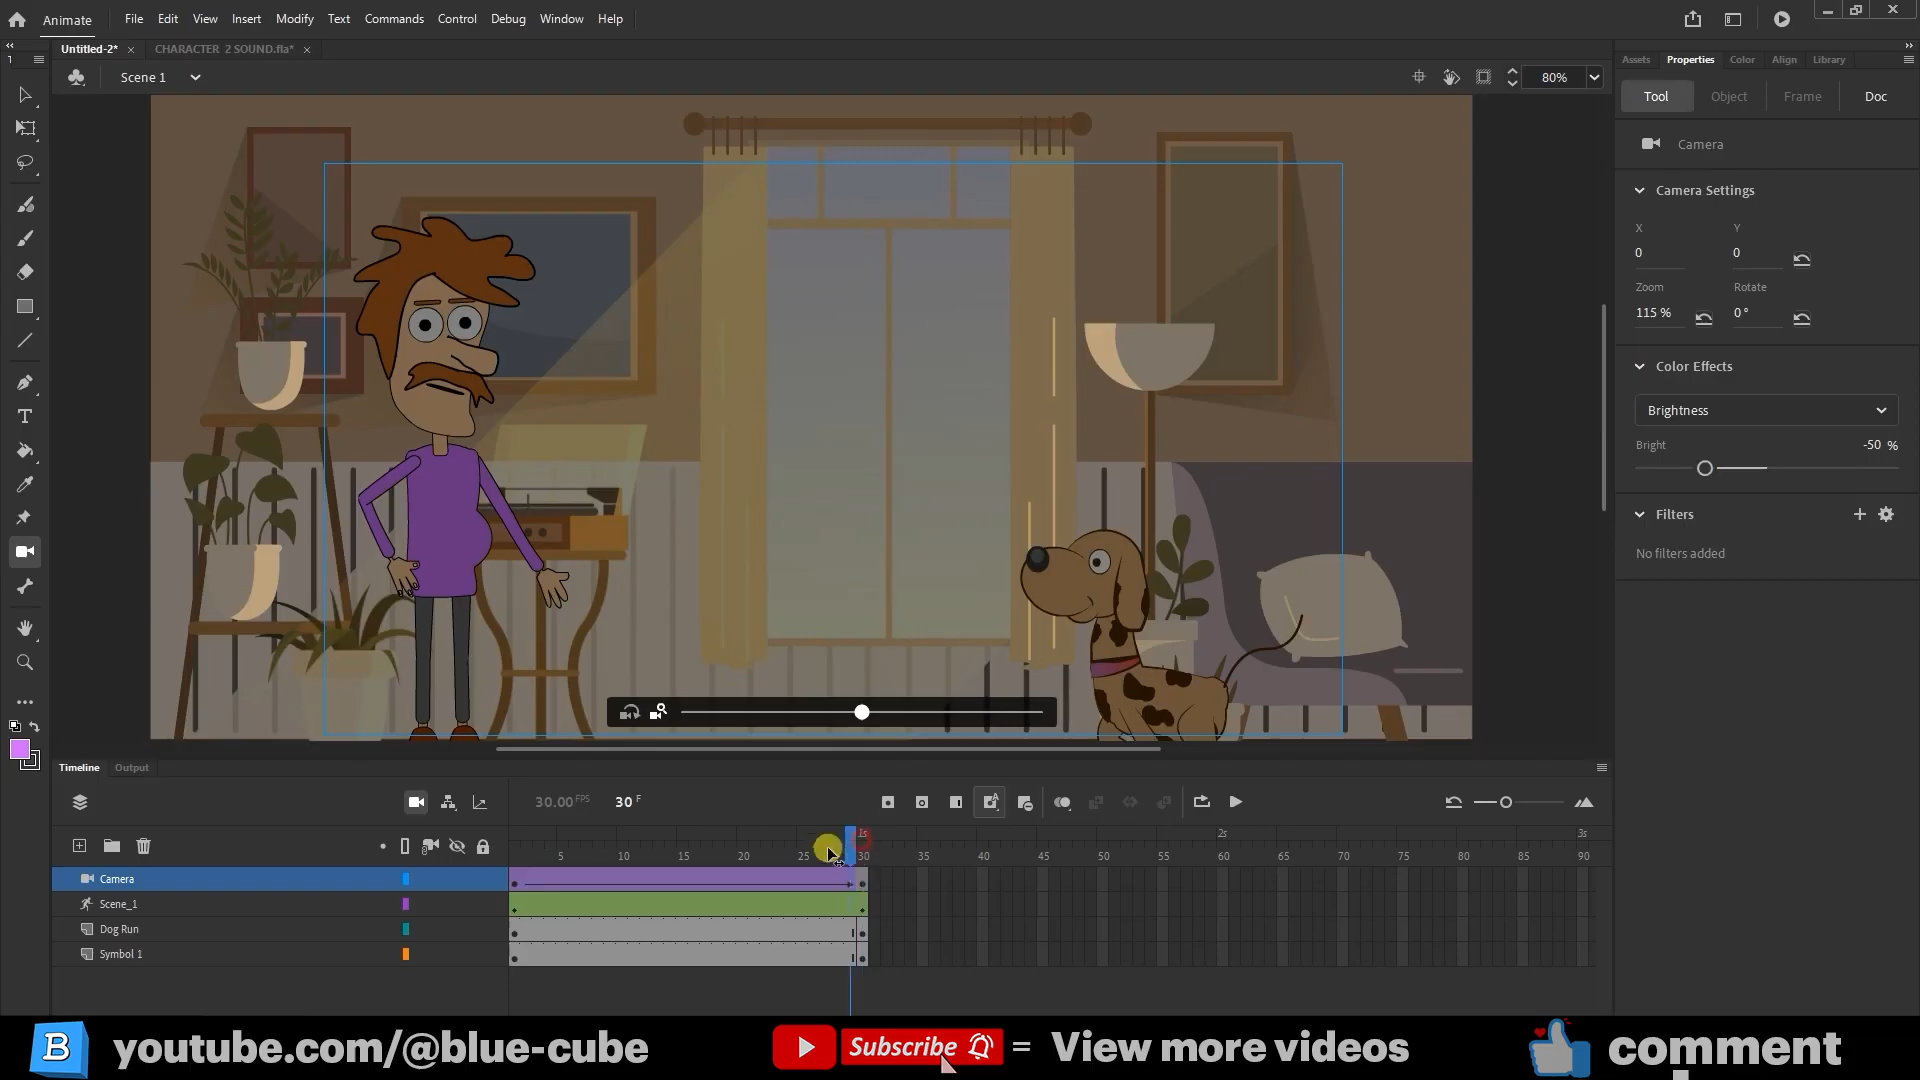 Animate File Edit View Insert Modify Text Commands Control Debug Window Help
Untitled-2* × CHARACTER 2 SOUND.fla* ×
Scene 1 80%
Assets Properties Color Align Library
Tool Object Frame Doc
Camera
Camera Settings
X Y
0 0
Zoom Rotate
115 % 0°
Color Effects
Brightness
Bright -50 %
Filters
No filters added
Timeline Output
30.00 FPS 30 F
1s 2s 3s
5 10 15 20 25 30 35 40 45 50 55 60 65 70 75 80 85 90
Camera
Scene_1
Dog Run
Symbol 1
B youtube.com/@blue-cube Subscribe = View more videos comment